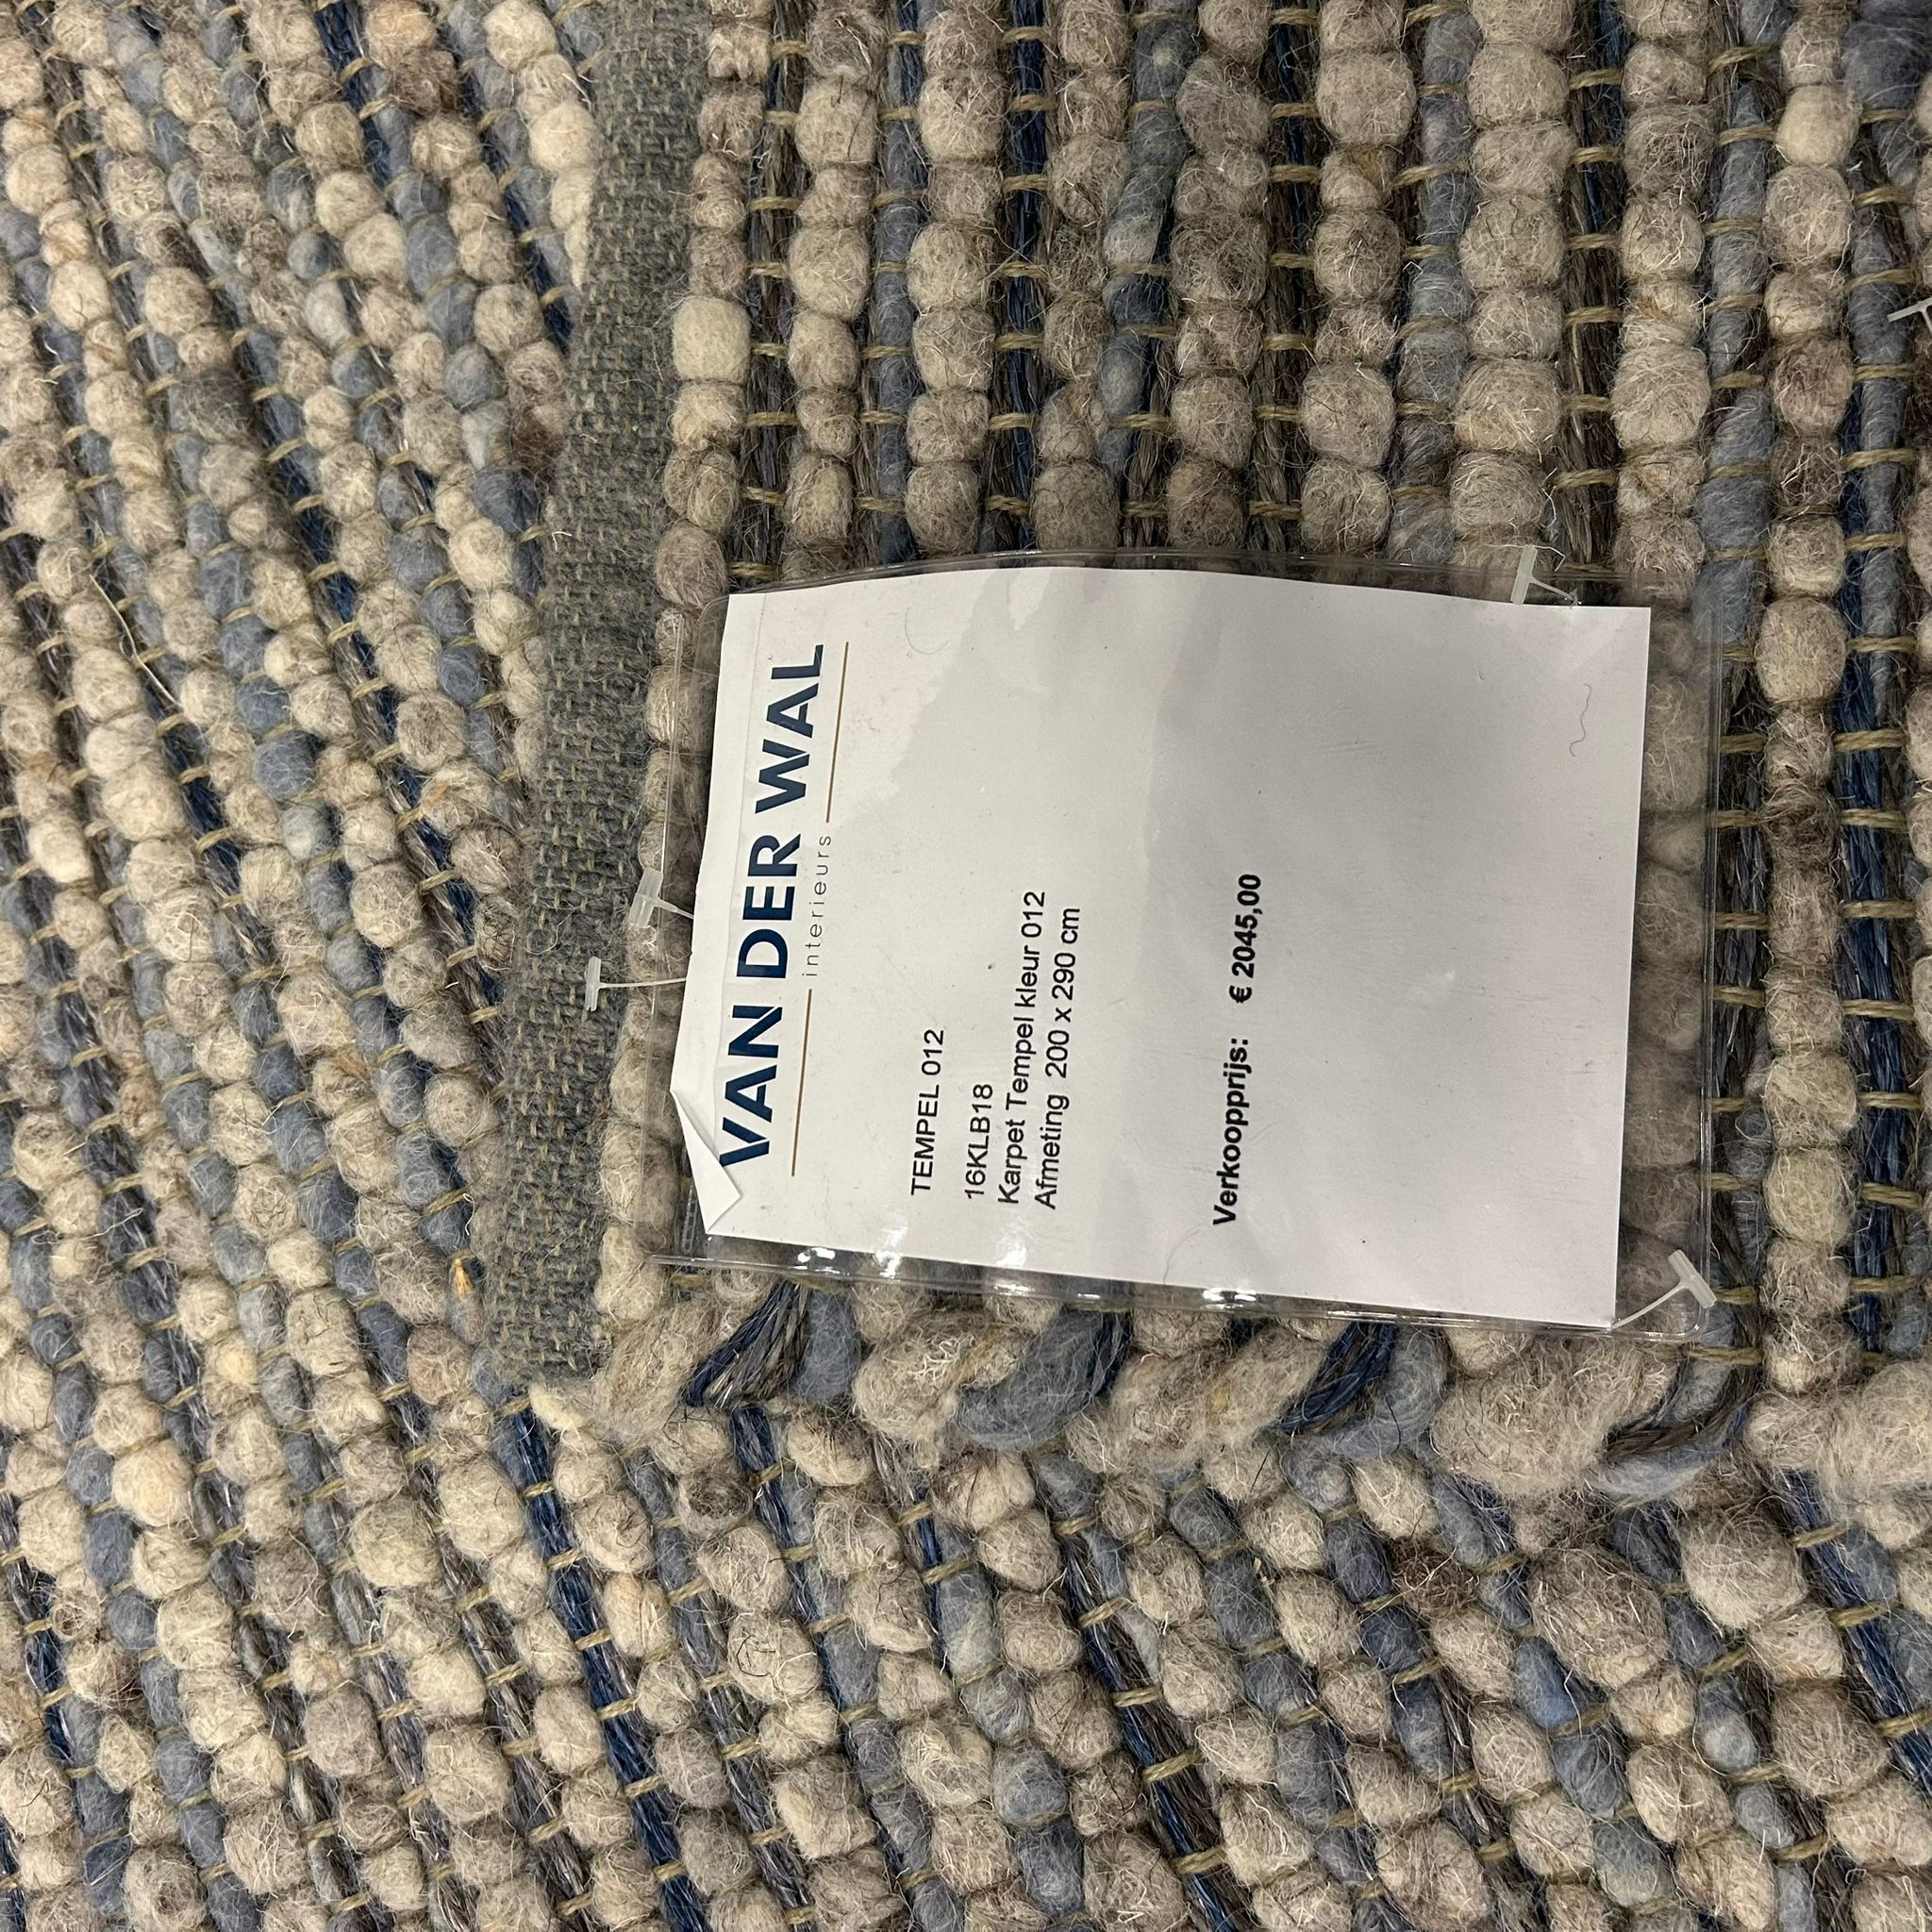 VAN DER WAL
interieurs
TEMPEL 012
16KLB18
Karpet Tempel kleur 012
Afmeting 200 x 290 cm
Verkoopprijs: € 2045,00